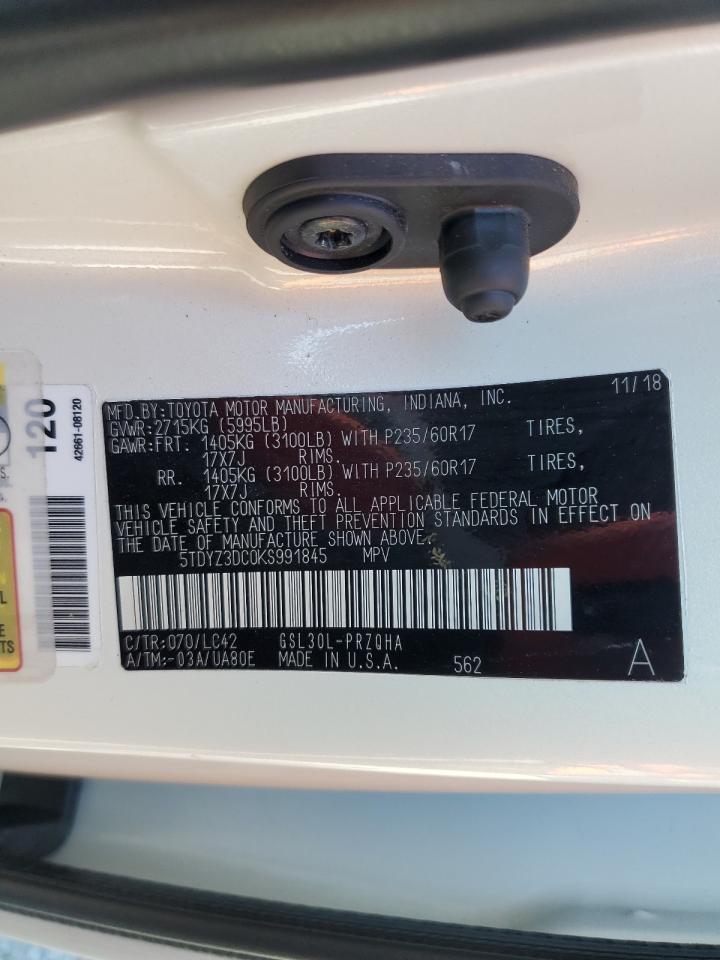 MFD.BY:TOYOTA MOTOR MANUFACTURING, INDIANA, INC. 11/18
GVWR:2715KG (5995LB)
GAWR:FRT. 1405KG (3100LB) WITH P235/60R17 TIRES,
17X7J RIMS.
RR. 1405KG (3100LB) WITH P235/60R17 TIRES,
17X7J RIMS.
THIS VEHICLE CONFORMS TO ALL APPLICABLE FEDERAL MOTOR
VEHICLE SAFETY AND THEFT PREVENTION STANDARDS IN EFFECT ON
THE DATE OF MANUFACTURE SHOWN ABOVE.
5TDYZ3DC0KS991845 MPV
C/TR:070/LC42 GSL30L-PRZQHA
A/TM:-03A/UA80E MADE IN U.S.A. 562 A
120
42661-08120